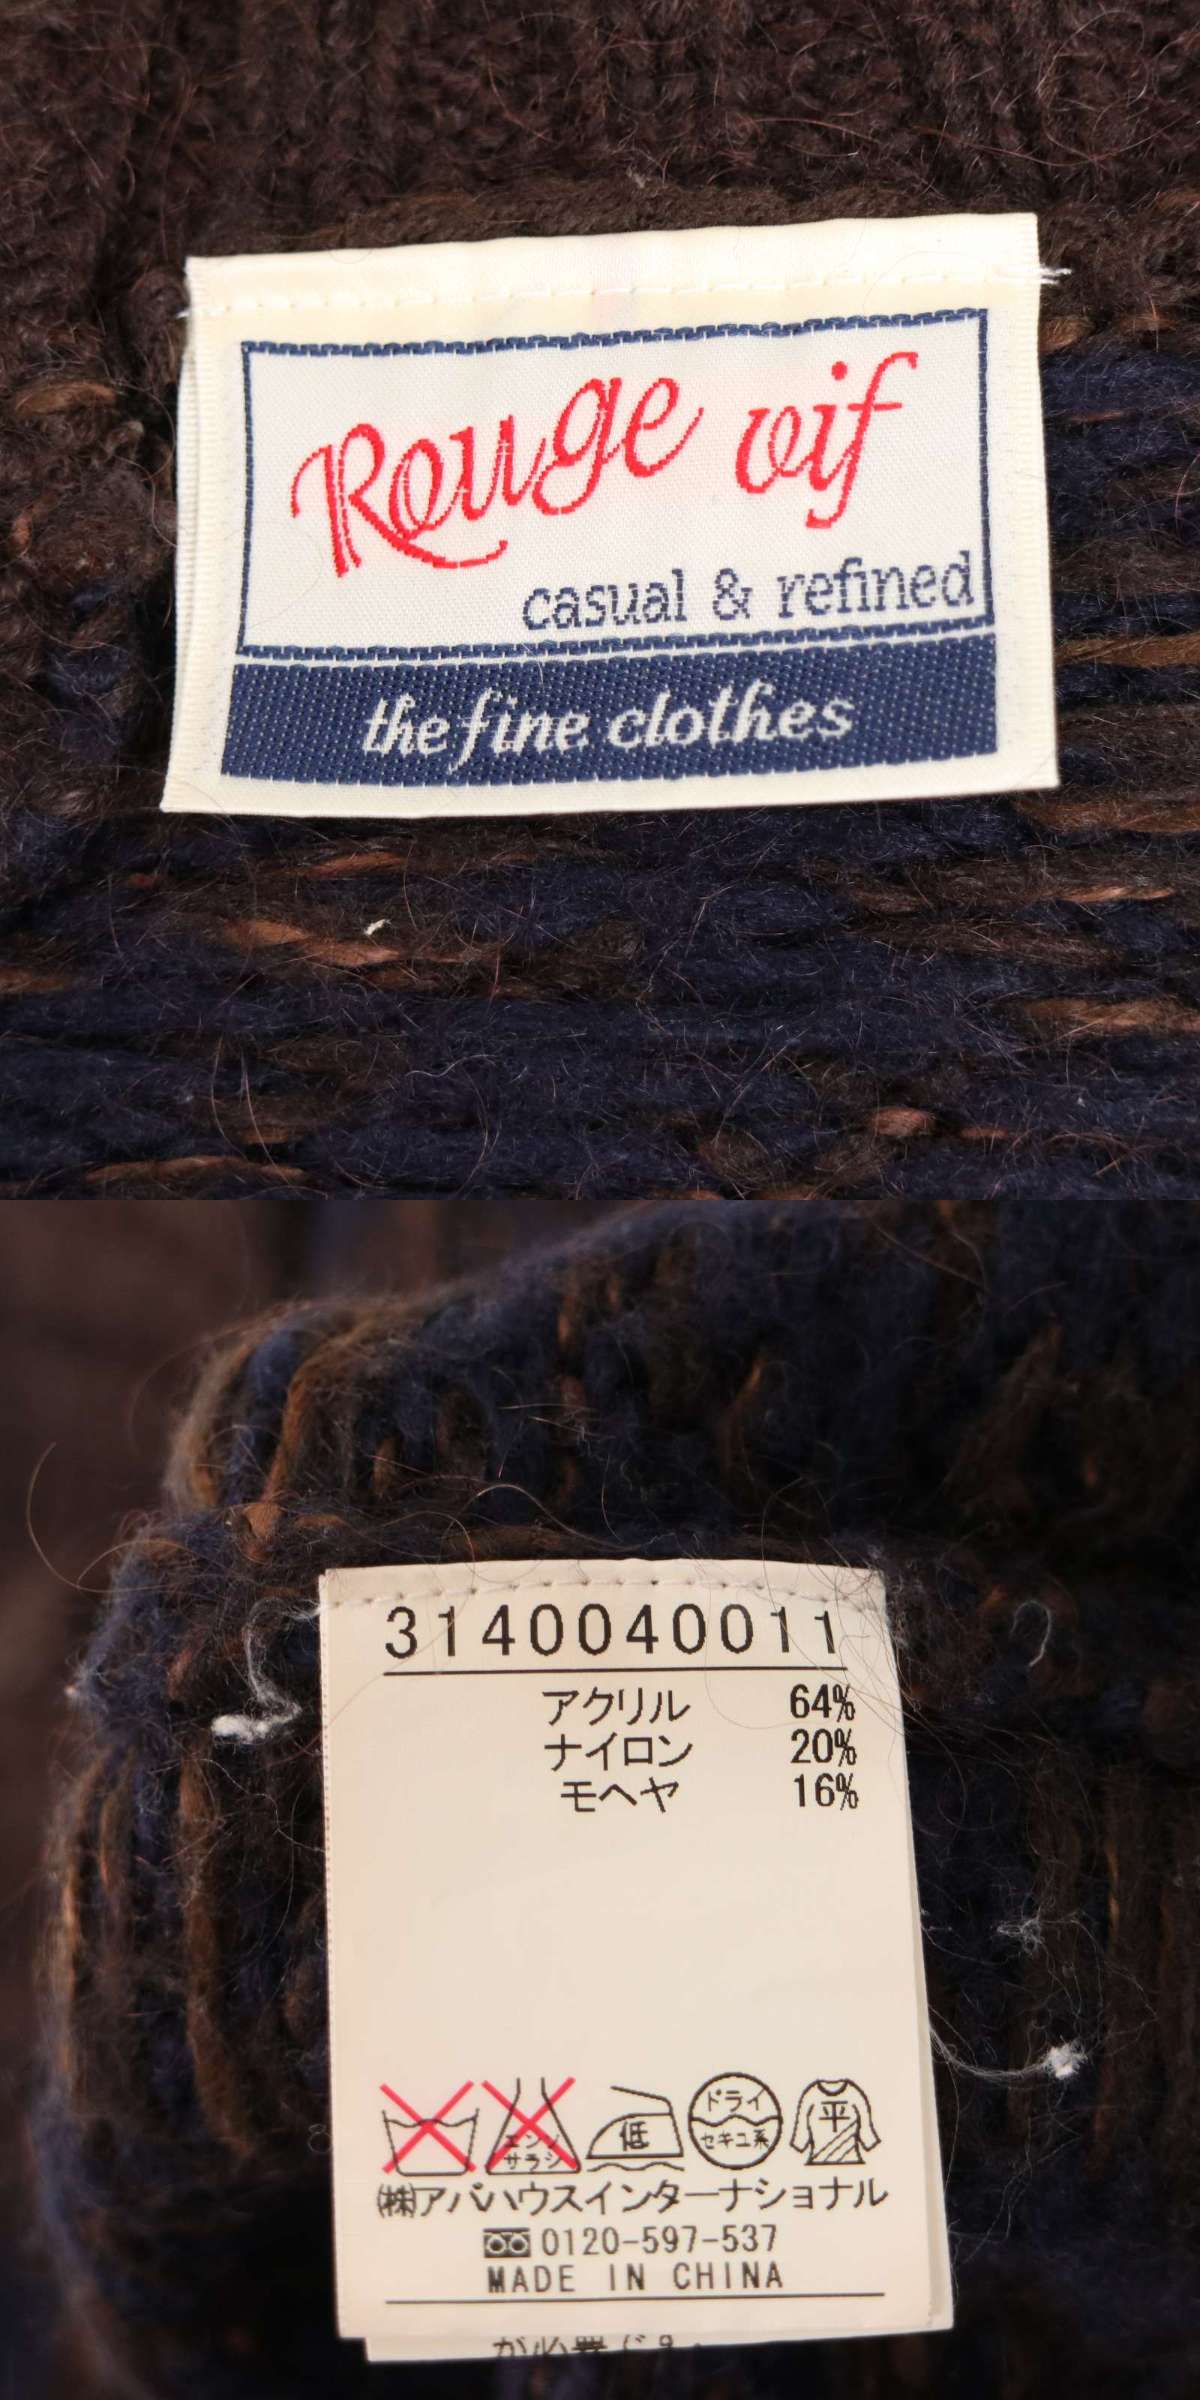 Rouge vif
casual & refined
the fine clothes
3140040011
アクリル 64%
ナイロン 20%
モヘヤ 16%
エンソ
サラシ
低
ドライ
セキユ系
平
㈱アバハウスインターナショナル
0120-597-537
MADE IN CHINA